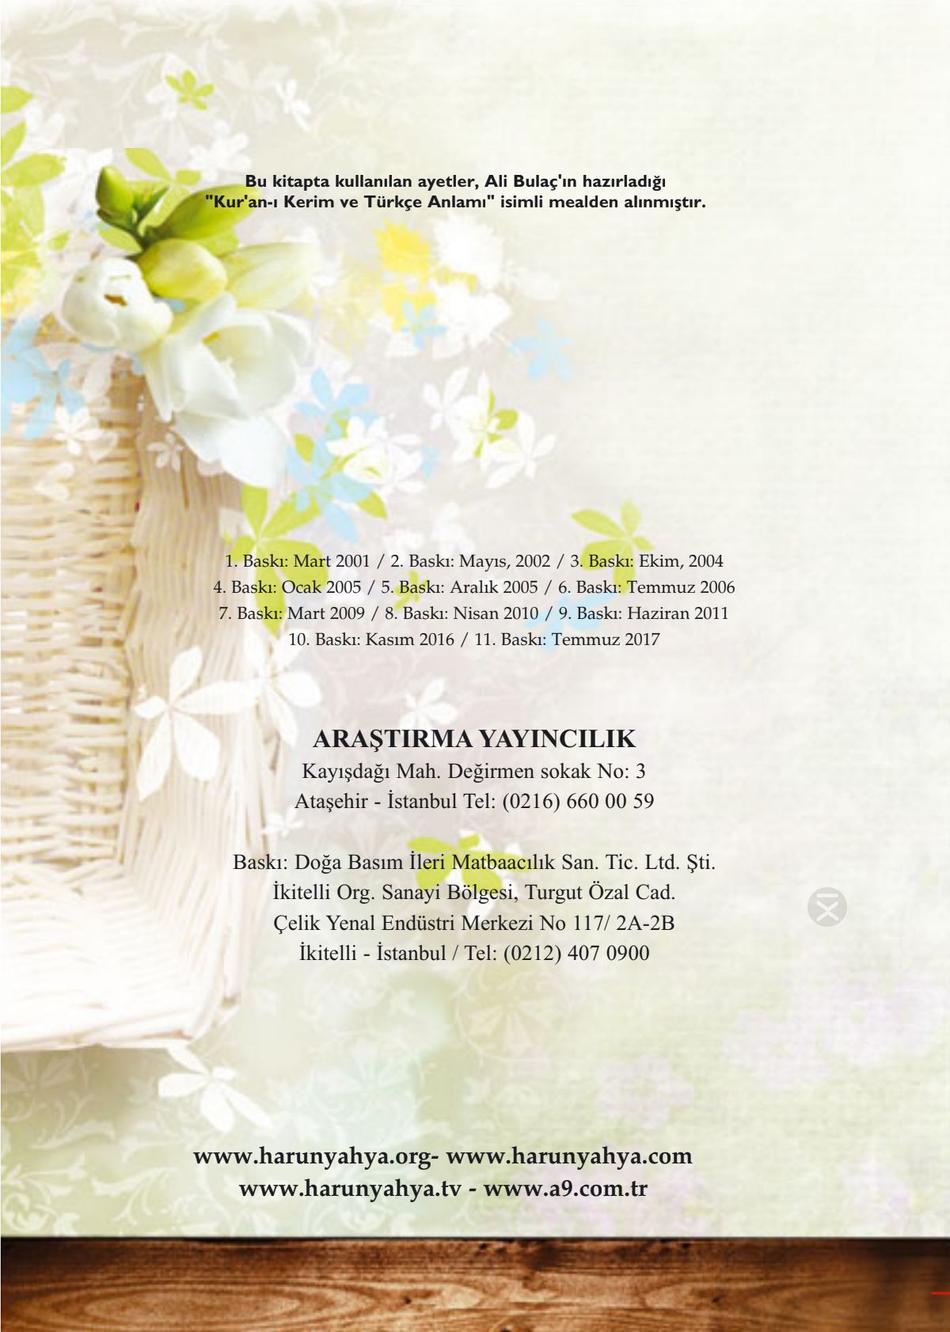 Bu kitapta kullanılan ayetler, Ali Bulaç'ın hazırladığı
"Kur'an-ı Kerim ve Türkçe Anlamı" isimli mealden alınmıştır.
1. Baskı: Mart 2001 / 2. Baskı: Mayıs, 2002 / 3. Baskı: Ekim, 2004
4. Baskı: Ocak 2005 / 5. Baskı: Aralık 2005 / 6. Baskı: Temmuz 2006
7. Baskı: Mart 2009 / 8. Baskı: Nisan 2010 / 9. Baskı: Haziran 2011
10. Baskı: Kasım 2016 / 11. Baskı: Temmuz 2017
ARAŞTIRMA YAYINCILIK
Kayışdağı Mah. Değirmen sokak No: 3
Ataşehir - İstanbul Tel: (0216) 660 00 59
Baskı: Doğa Basım İleri Matbaacılık San. Tic. Ltd. Şti.
İkitelli Org. Sanayi Bölgesi, Turgut Özal Cad.
Çelik Yenal Endüstri Merkezi No 117/ 2A-2B
İkitelli - İstanbul / Tel: (0212) 407 0900
www.harunyahya.org- www.harunyahya.com
www.harunyahya.tv - www.a9.com.tr